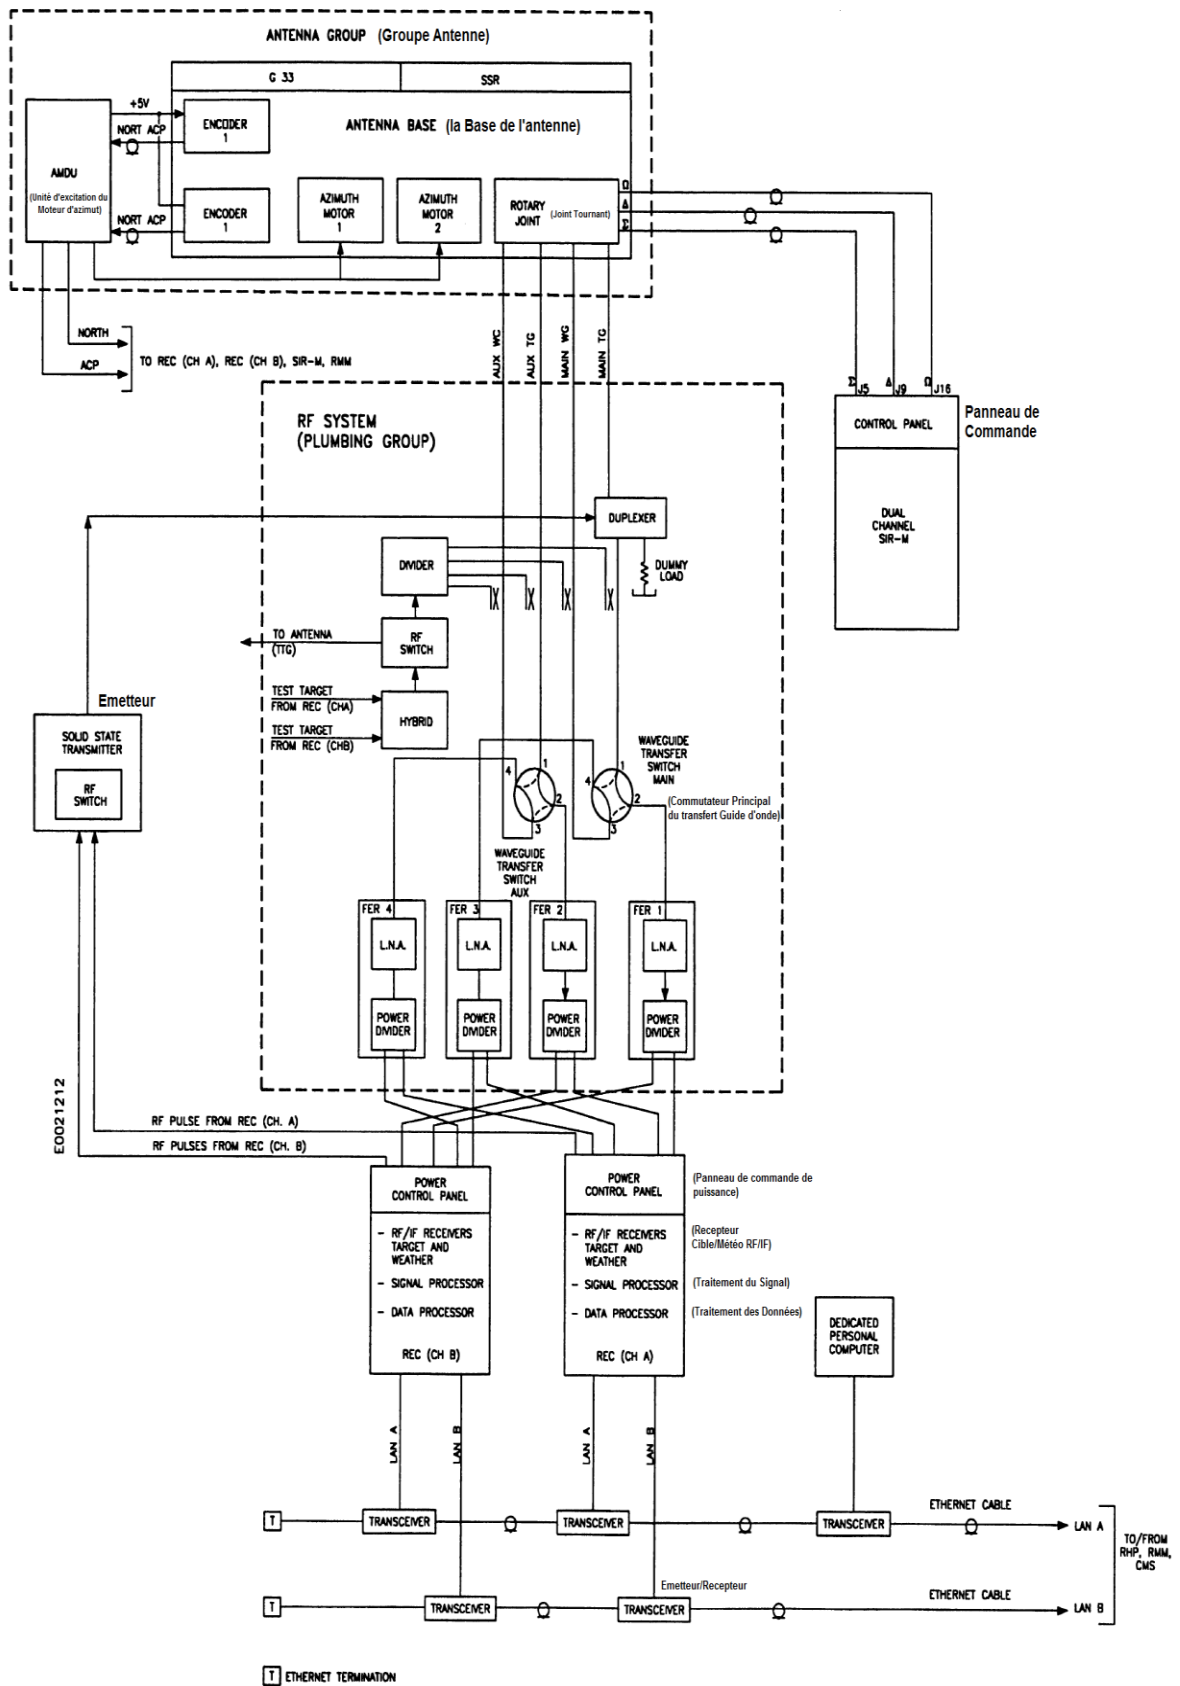 ANTENNA GROUP (Groupe Antenne)
G 33
SSR
+5V
NORT ACP
ENCODER
1
ANTENNA BASE (la Base de l'antenne)
AMDU
(Unité d'excitation du
Moteur d'azimut)
NORT ACP
ENCODER
1
AZIMUTH
MOTOR
1
AZIMUTH
MOTOR
2
ROTARY
JOINT
(Joint Tournant)
Ω
Δ
Σ
NORTH
ACP
TO REC (CH A), REC (CH B), SIR-M, RMM
AUX WC
AUX TG
MAIN WG
MAIN TG
Σ J5
Δ J9
Ω J16
CONTROL PANEL
Panneau de
Commande
DUAL
CHANNEL
SIR-M
RF SYSTEM
(PLUMBING GROUP)
DUPLEXER
DIVIDER
DUMMY
LOAD
TO ANTENNA
(TTG)
RF
SWITCH
TEST TARGET
FROM REC (CHA)
TEST TARGET
FROM REC (CHB)
HYBRID
Emetteur
SOLID STATE
TRANSMITTER
RF
SWITCH
WAVEGUIDE
TRANSFER
SWITCH
MAIN
(Commutateur Principal
du transfert Guide d'onde)
4
1
2
3
4
1
2
3
WAVEGUIDE
TRANSFER
SWITCH
AUX
FER 4
L.N.A.
POWER
DIVIDER
FER 3
L.N.A.
POWER
DIVIDER
FER 2
L.N.A.
POWER
DIVIDER
FER 1
L.N.A.
POWER
DIVIDER
E0021212
RF PULSE FROM REC (CH. A)
RF PULSES FROM REC (CH. B)
POWER
CONTROL PANEL
- RF/IF RECEIVERS
TARGET AND
WEATHER
- SIGNAL PROCESSOR
- DATA PROCESSOR
REC (CH B)
POWER
CONTROL PANEL
- RF/IF RECEIVERS
TARGET AND
WEATHER
- SIGNAL PROCESSOR
- DATA PROCESSOR
REC (CH A)
(Panneau de commande de
puissance)
(Recepteur
Cible/Météo RF/IF)
(Traitement du Signal)
(Traitement des Données)
DEDICATED
PERSONAL
COMPUTER
LAN A
LAN B
LAN A
LAN B
T
TRANSCEIVER
TRANSCEIVER
TRANSCEIVER
ETHERNET CABLE
LAN A
TO/FROM
RHP, RMM,
CMS
Emetteur/Recepteur
T
TRANSCEIVER
TRANSCEIVER
ETHERNET CABLE
LAN B
T ETHERNET TERMINATION